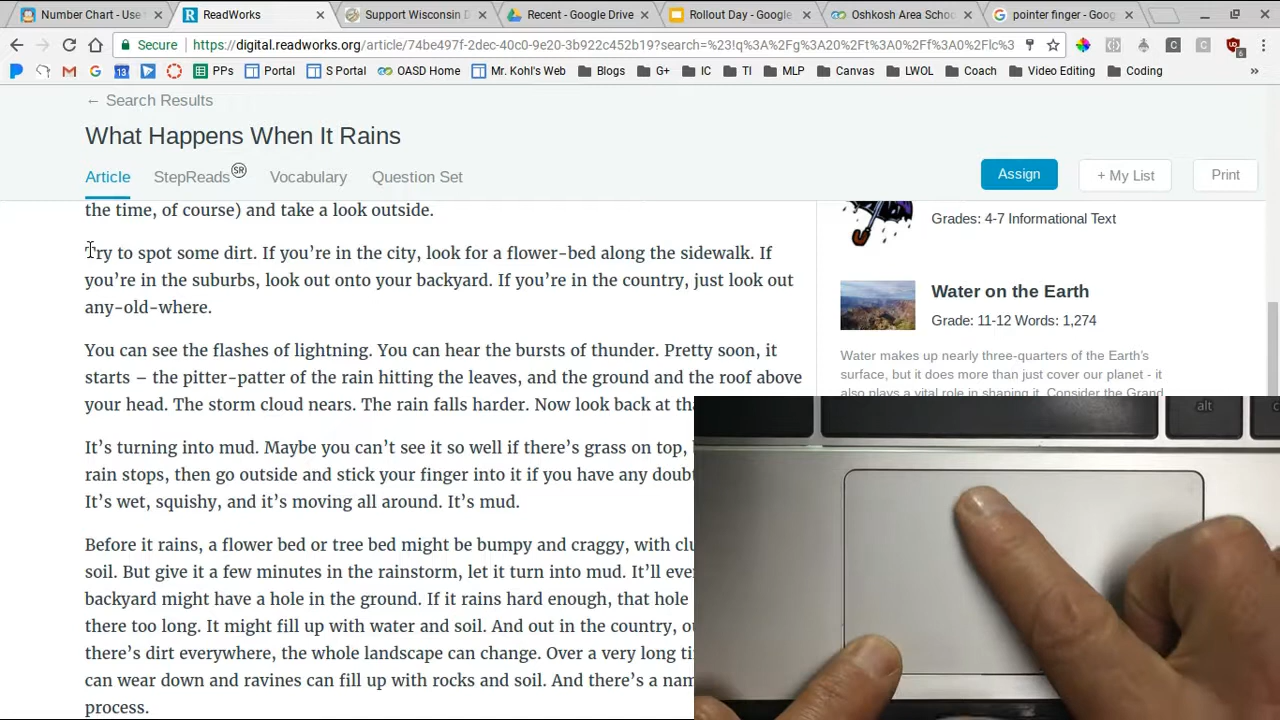 Number Chart - Use
ReadWorks
Support Wisconsin D
Recent - Google Drive
Rollout Day - Google
Oshkosh Area Schoo
pointer finger - Goog
Secure
https://digital.readworks.org/article/74be497f-2dec-40c0-9e20-3b922c452b19?search=%23!q%3A%2Fg%3A20%2Ft%3A0%2Ff%3A0%2Flc%3
PPs
Portal
S Portal
OASD Home
Mr. Kohl's Web
Blogs
G+
IC
TI
MLP
Canvas
LWOL
Coach
Video Editing
Coding
»
← Search Results
What Happens When It Rains
Article
StepReads SR
Vocabulary
Question Set
Assign
+ My List
Print
the time, of course) and take a look outside.
Try to spot some dirt. If you're in the city, look for a flower-bed along the sidewalk. If
you're in the suburbs, look out onto your backyard. If you're in the country, just look out
any-old-where.
You can see the flashes of lightning. You can hear the bursts of thunder. Pretty soon, it
starts – the pitter-patter of the rain hitting the leaves, and the ground and the roof above
your head. The storm cloud nears. The rain falls harder. Now look back at tha
It's turning into mud. Maybe you can't see it so well if there's grass on top,
rain stops, then go outside and stick your finger into it if you have any doubt
It's wet, squishy, and it's moving all around. It's mud.
Before it rains, a flower bed or tree bed might be bumpy and craggy, with clu
soil. But give it a few minutes in the rainstorm, let it turn into mud. It'll eve
backyard might have a hole in the ground. If it rains hard enough, that hole
there too long. It might fill up with water and soil. And out in the country, ou
there's dirt everywhere, the whole landscape can change. Over a very long ti
can wear down and ravines can fill up with rocks and soil. And there's a nam
process.
Grades: 4-7 Informational Text
Water on the Earth
Grade: 11-12 Words: 1,274
Water makes up nearly three-quarters of the Earth's
surface, but it does more than just cover our planet - it
also plays a vital role in shaping it. Consider the Grand
alt